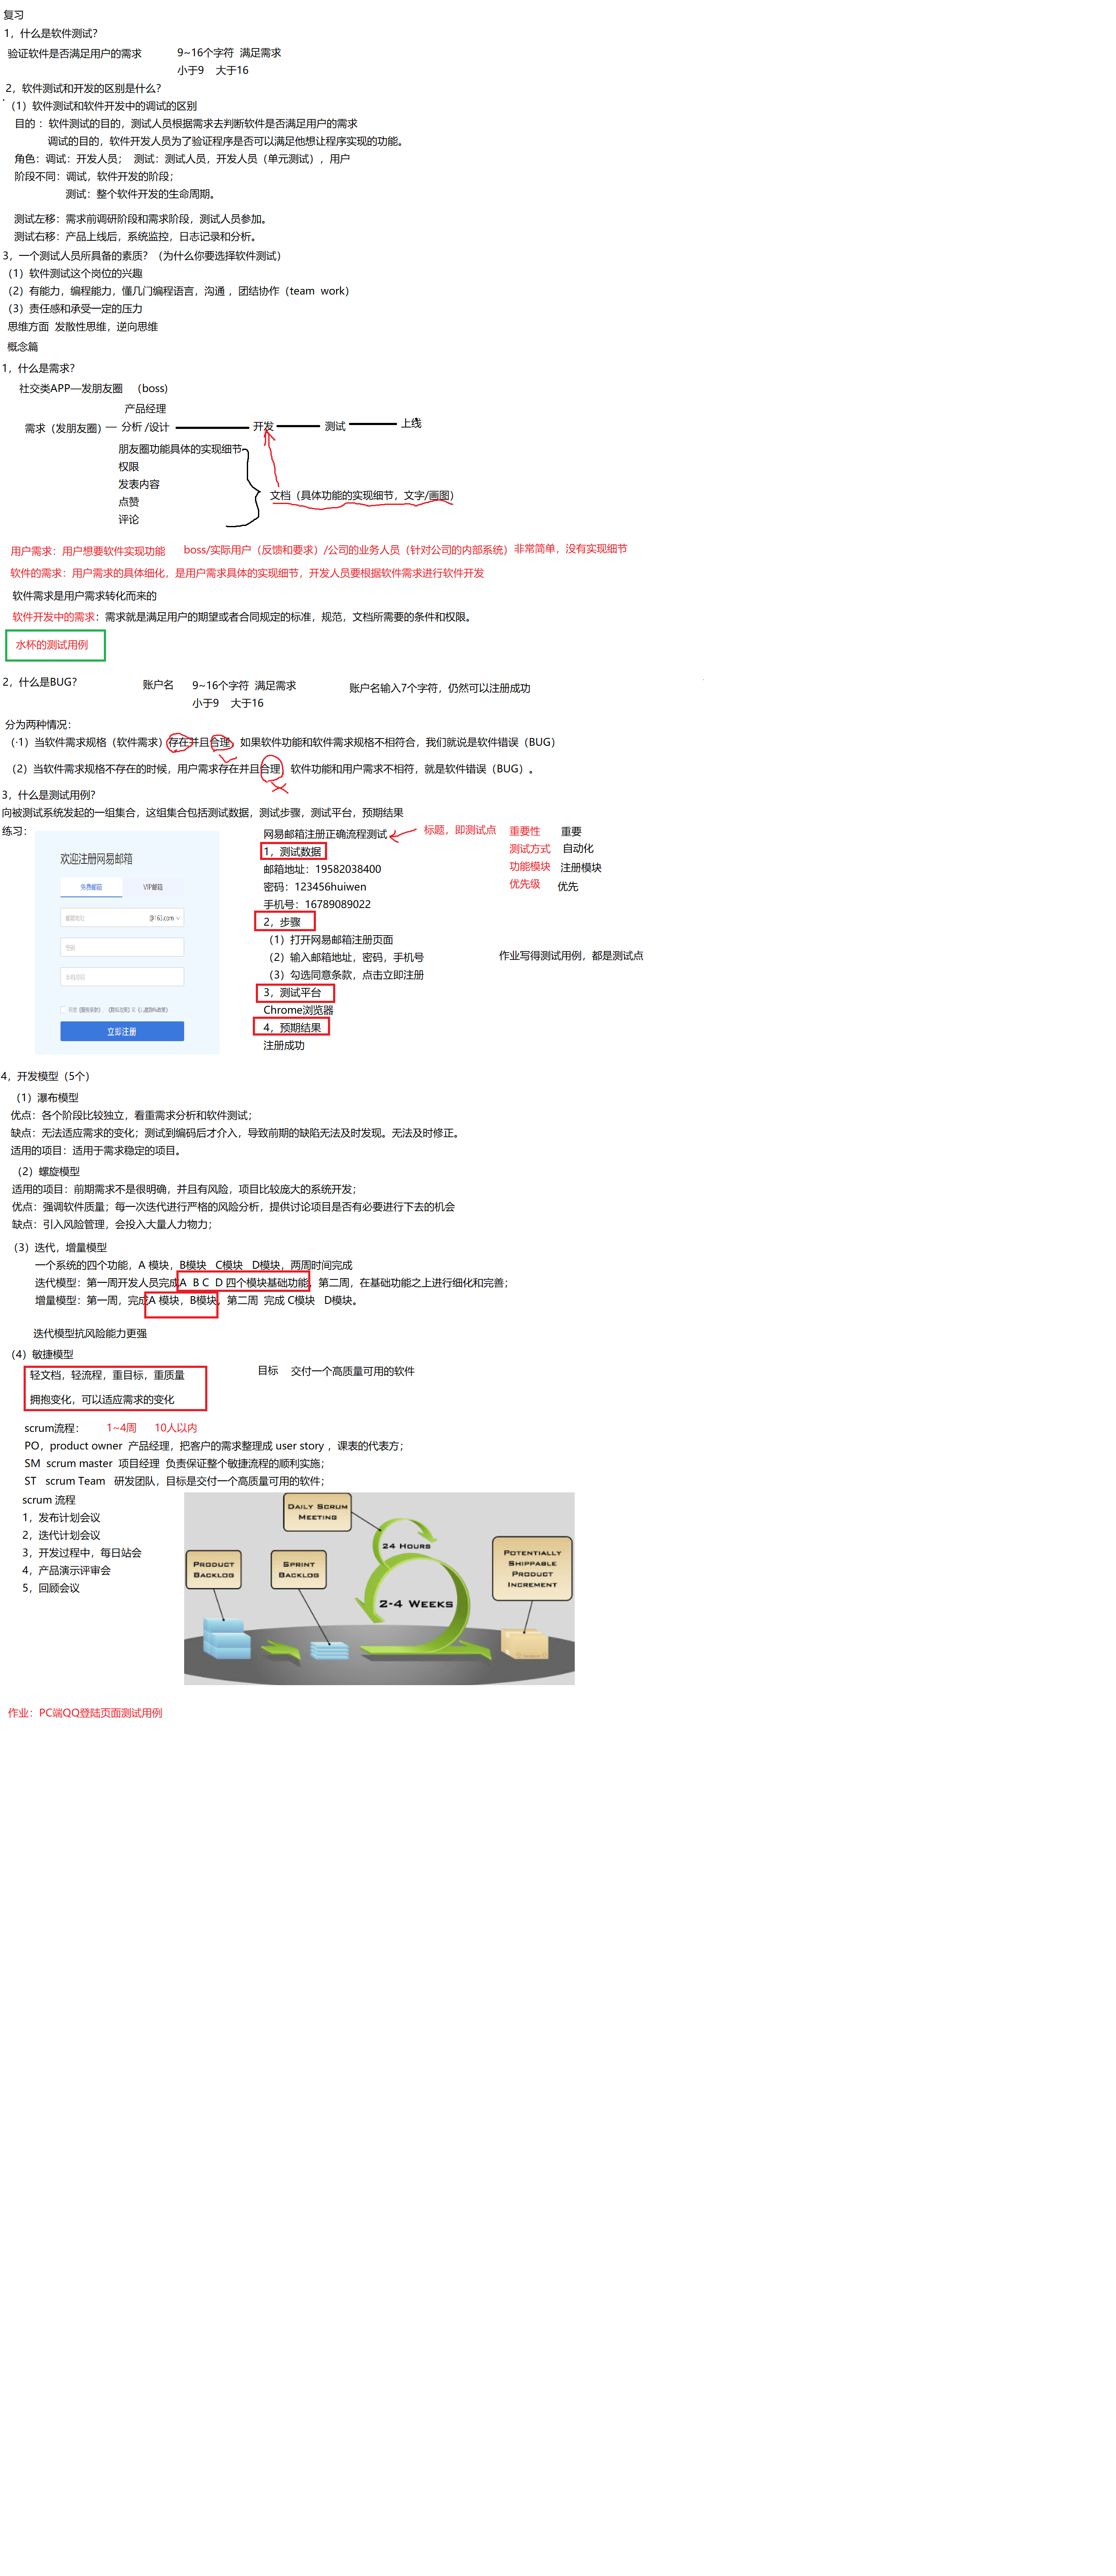 复习
1，什么是软件测试？
验证软件是否满足用户的需求 9~16个字符 满足需求
小于9 大于16
2，软件测试和开发的区别是什么？
（1）软件测试和软件开发中的调试的区别
目的 ：软件测试的目的，测试人员根据需求去判断软件是否满足用户的需求
调试的目的，软件开发人员为了验证程序是否可以满足他想让程序实现的功能。
角色：调试：开发人员； 测试：测试人员，开发人员（单元测试），用户
阶段不同：调试，软件开发的阶段；
测试：整个软件开发的生命周期。
测试左移：需求前调研阶段和需求阶段，测试人员参加。
测试右移：产品上线后，系统监控，日志记录和分析。
3，一个测试人员所具备的素质？（为什么你要选择软件测试）
（1）软件测试这个岗位的兴趣
（2）有能力，编程能力，懂几门编程语言，沟通 ，团结协作（team work）
（3）责任感和承受一定的压力
思维方面 发散性思维，逆向思维
概念篇
1，什么是需求？
社交类APP—发朋友圈 （boss)
产品经理
需求（发朋友圈）— 分析 /设计 开发 测试 上线
朋友圈功能具体的实现细节
权限
发表内容
点赞
评论
文档（具体功能的实现细节，文字/画图）
用户需求：用户想要软件实现功能 boss/实际用户（反馈和要求）/公司的业务人员（针对公司的内部系统）非常简单，没有实现细节
软件的需求：用户需求的具体细化，是用户需求具体的实现细节，开发人员要根据软件需求进行软件开发
软件需求是用户需求转化而来的
软件开发中的需求：需求就是满足用户的期望或者合同规定的标准，规范，文档所需要的条件和权限。
水杯的测试用例
2，什么是BUG？ 账户名 9~16个字符 满足需求 账户名输入7个字符，仍然可以注册成功
小于9 大于16
分为两种情况：
（·1）当软件需求规格（软件需求）存在并且合理，如果软件功能和软件需求规格不相符合，我们就说是软件错误（BUG）
（2）当软件需求规格不存在的时候，用户需求存在并且合理，软件功能和用户需求不相符，就是软件错误（BUG）。
3，什么是测试用例？
向被测试系统发起的一组集合，这组集合包括测试数据，测试步骤，测试平台，预期结果
练习：
欢迎注册网易邮箱
免费邮箱 VIP邮箱
邮箱地址 @163.com
密码
手机号码
立即注册
网易邮箱注册正确流程测试 标题，即测试点
1，测试数据
邮箱地址：19582038400
密码：123456huiwen
手机号：16789089022
2，步骤
（1）打开网易邮箱注册页面
（2）输入邮箱地址，密码，手机号
（3）勾选同意条款，点击立即注册
3，测试平台
Chrome浏览器
4，预期结果
注册成功
重要性 重要
测试方式 自动化
功能模块 注册模块
优先级 优先
作业写得测试用例，都是测试点
4，开发模型（5个）
（1）瀑布模型
优点：各个阶段比较独立，看重需求分析和软件测试；
缺点：无法适应需求的变化；测试到编码后才介入，导致前期的缺陷无法及时发现。无法及时修正。
适用的项目：适用于需求稳定的项目。
（2）螺旋模型
适用的项目：前期需求不是很明确，并且有风险，项目比较庞大的系统开发；
优点：强调软件质量；每一次迭代进行严格的风险分析，提供讨论项目是否有必要进行下去的机会
缺点：引入风险管理，会投入大量人力物力；
（3）迭代，增量模型
一个系统的四个功能，A 模块，B模块 C模块 D模块，两周时间完成
迭代模型：第一周开发人员完成A B C D 四个模块基础功能，第二周，在基础功能之上进行细化和完善；
增量模型：第一周，完成A 模块，B模块，第二周 完成 C模块 D模块。
迭代模型抗风险能力更强
（4）敏捷模型
轻文档，轻流程，重目标，重质量 目标 交付一个高质量可用的软件
拥抱变化，可以适应需求的变化
scrum流程： 1~4周 10人以内
PO，product owner 产品经理，把客户的需求整理成 user story ，课表的代表方；
SM scrum master 项目经理 负责保证整个敏捷流程的顺利实施；
ST scrum Team 研发团队，目标是交付一个高质量可用的软件；
scrum 流程
1，发布计划会议
2，迭代计划会议
3，开发过程中，每日站会
4，产品演示评审会
5，回顾会议
DAILY SCRUM
MEETING
24 HOURS
PRODUCT
BACKLOG
SPRINT
BACKLOG
2-4 WEEKS
POTENTIALLY
SHIPPABLE
PRODUCT
INCREMENT
作业：PC端QQ登陆页面测试用例